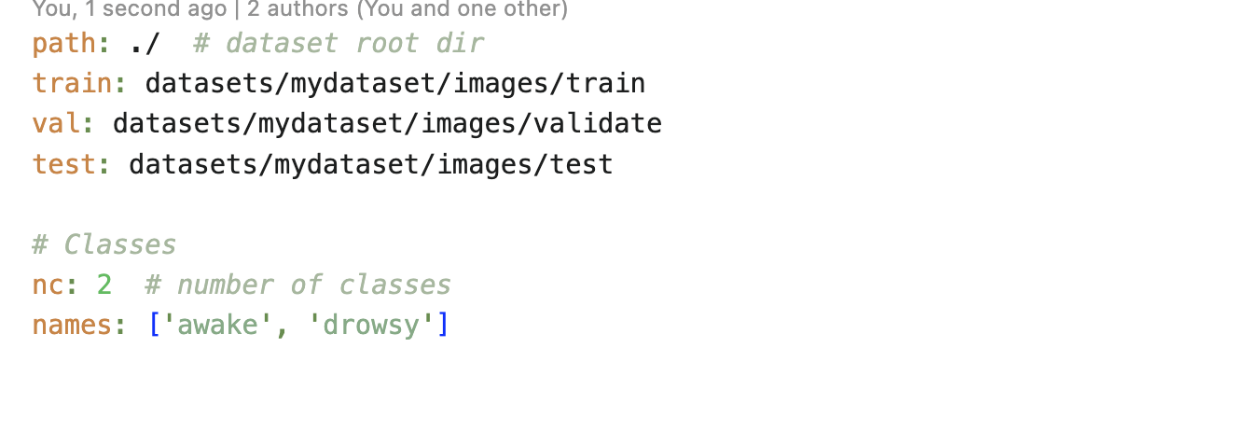 You, 1 second ago | 2 authors (You and one other)
path: ./  # dataset root dir
train: datasets/mydataset/images/train
val: datasets/mydataset/images/validate
test: datasets/mydataset/images/test
# Classes
nc: 2  # number of classes
names: ['awake', 'drowsy']